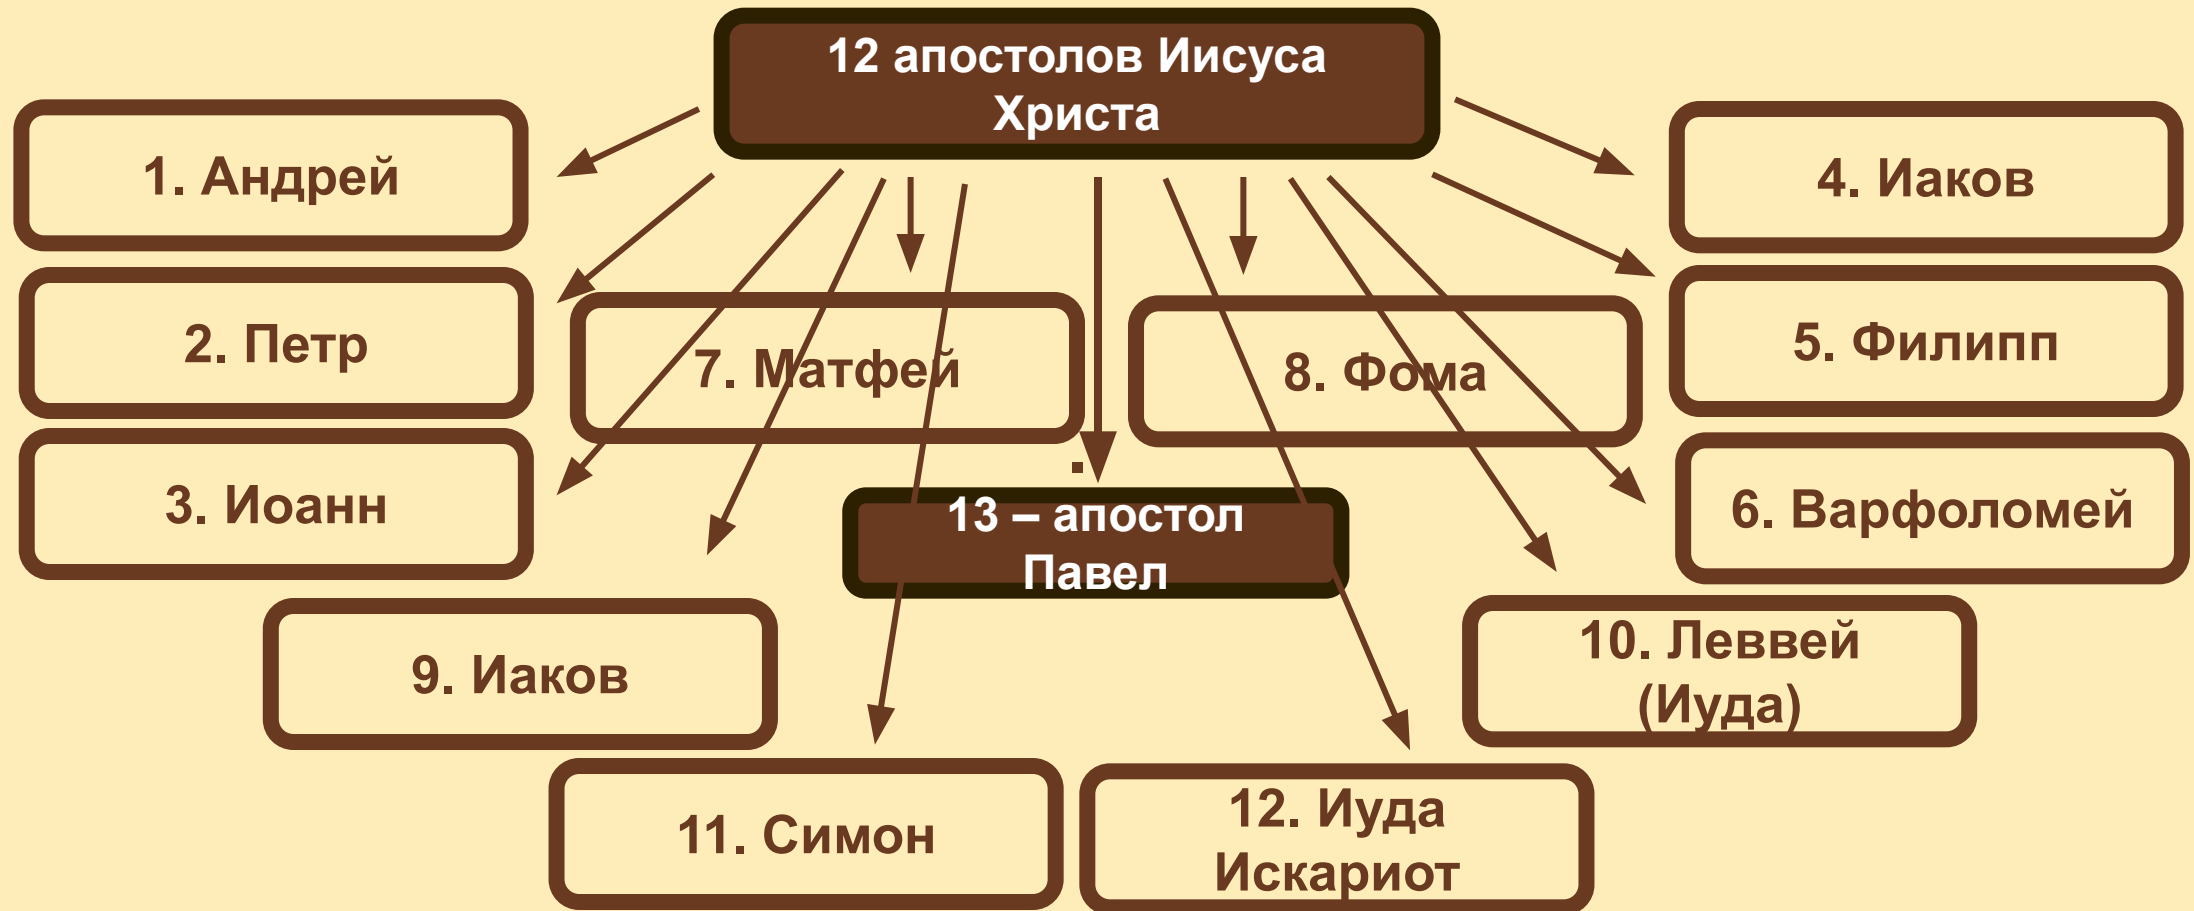 12 апостолов Иисуса
Христа
1. Андрей
2. Петр
3. Иоанн
4. Иаков
5. Филипп
6. Варфоломей
7. Матфей
8. Фома
.
13 – апостол
Павел
9. Иаков
10. Леввей
(Иуда)
11. Симон
12. Иуда
Искариот